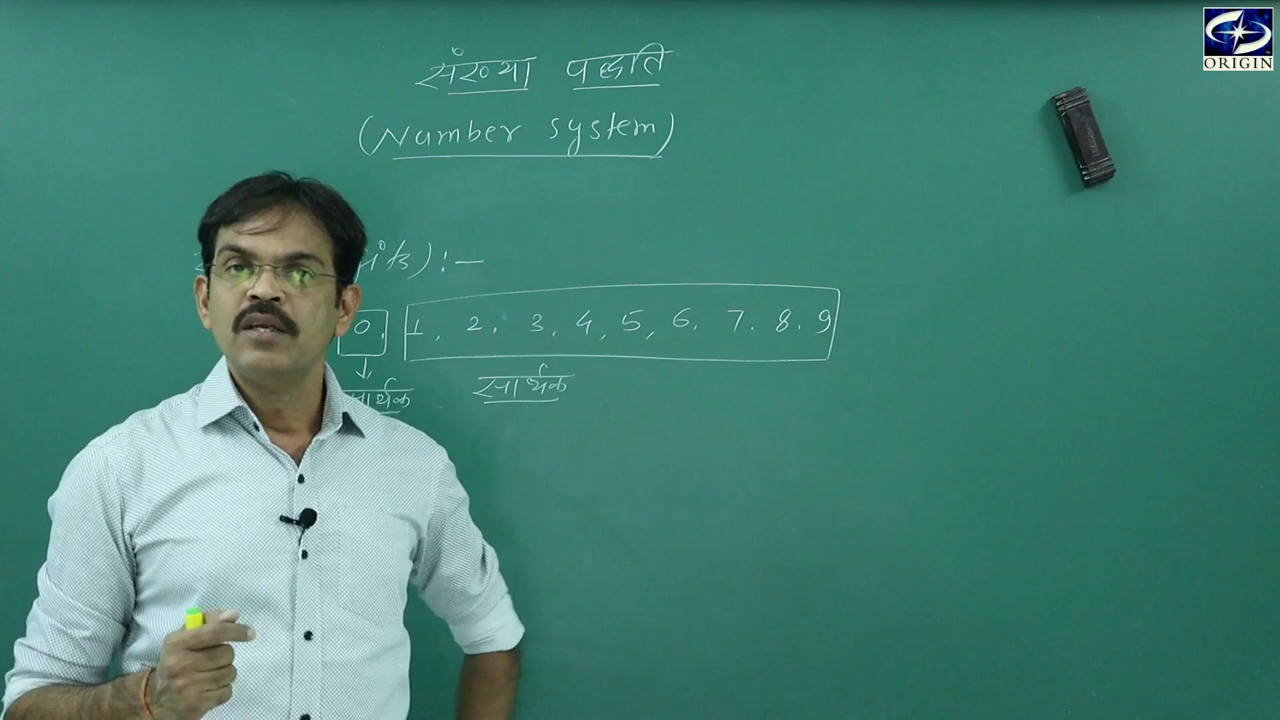 ORIGIN
संख्या पद्धति
(Number system)
:-
0, 1, 2, 3, 4, 5, 6, 7, 8, 9
सार्थक